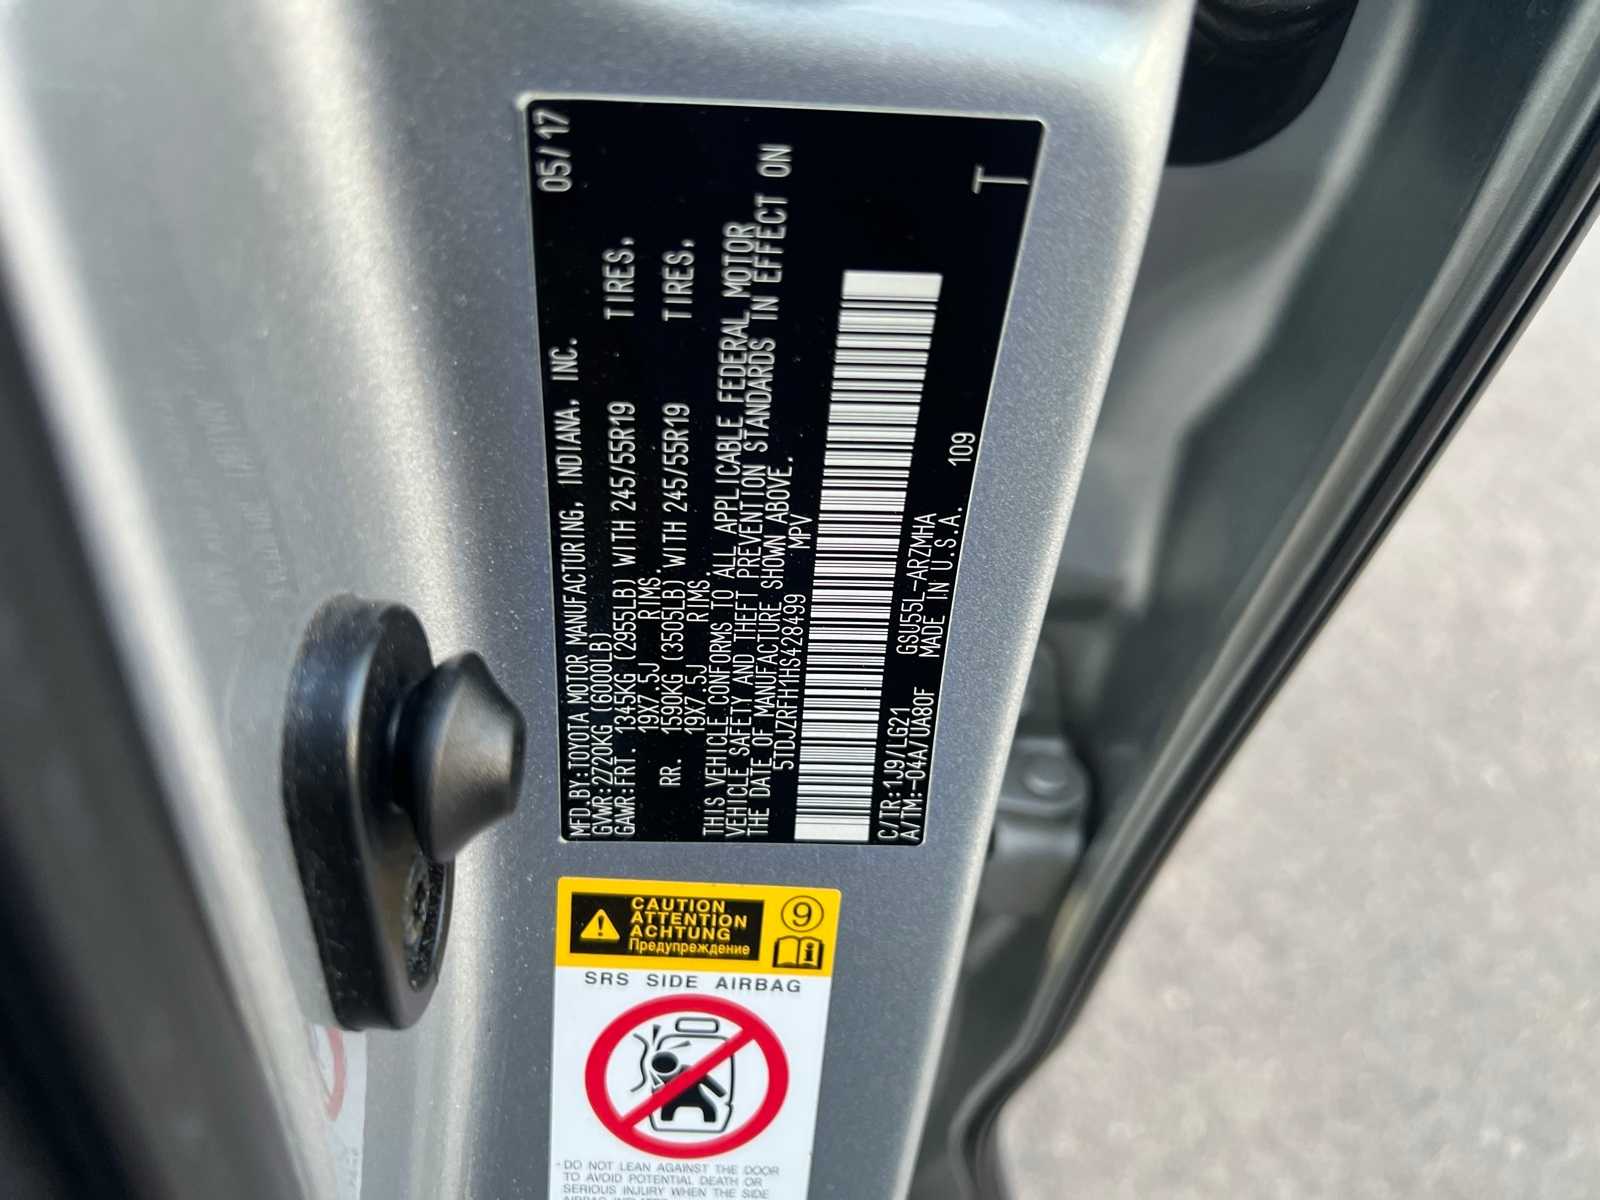 MFD.BY:TOYOTA MOTOR MANUFACTURING, INDIANA, INC. 05/17
GVWR:2720KG (6000LB)
GAWR:FRT. 1345KG (2955LB) WITH 245/55R19 TIRES,
19X7.5J RIMS.
RR. 1590KG (3505LB) WITH 245/55R19 TIRES,
19X7.5J RIMS.
THIS VEHICLE CONFORMS TO ALL APPLICABLE FEDERAL MOTOR
VEHICLE SAFETY AND THEFT PREVENTION STANDARDS IN EFFECT ON
THE DATE OF MANUFACTURE SHOWN ABOVE.
5TDJZRFH1HS428499 MPV
C/TR:1J9/LG21 GSU55L-ARZMHA 109
A/TM:-04A/UA80F MADE IN U.S.A.
T
CAUTION
ATTENTION
ACHTUNG
Предупреждение
9
i
SRS SIDE AIRBAG
-DO NOT LEAN AGAINST THE DOOR
TO AVOID POTENTIAL DEATH OR
SERIOUS INJURY WHEN THE SIDE